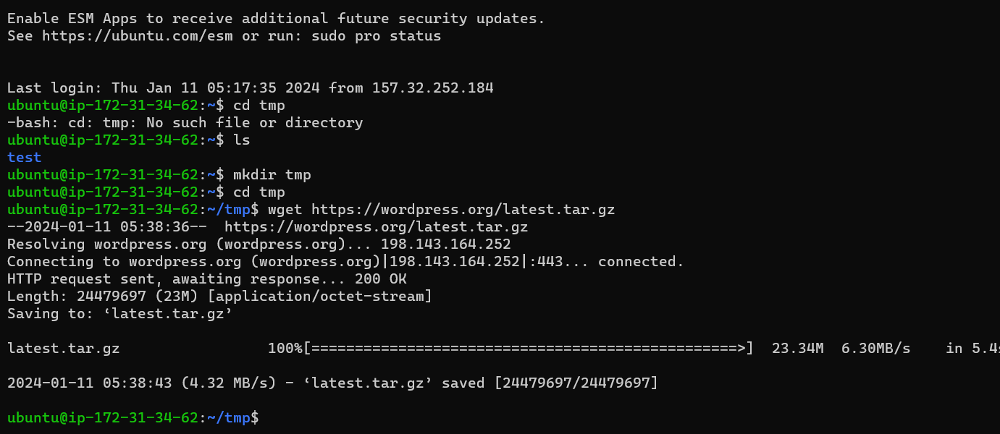 Enable ESM Apps to receive additional future security updates.
See https://ubuntu.com/esm or run: sudo pro status
Last login: Thu Jan 11 05:17:35 2024 from 157.32.252.184
ubuntu@ip-172-31-34-62:~$ cd tmp
-bash: cd: tmp: No such file or directory
ubuntu@ip-172-31-34-62:~$ ls
test
ubuntu@ip-172-31-34-62:~$ mkdir tmp
ubuntu@ip-172-31-34-62:~$ cd tmp
ubuntu@ip-172-31-34-62:~/tmp$ wget https://wordpress.org/latest.tar.gz
--2024-01-11 05:38:36--  https://wordpress.org/latest.tar.gz
Resolving wordpress.org (wordpress.org)... 198.143.164.252
Connecting to wordpress.org (wordpress.org)|198.143.164.252|:443... connected.
HTTP request sent, awaiting response... 200 OK
Length: 24479697 (23M) [application/octet-stream]
Saving to: ‘latest.tar.gz’
latest.tar.gz                 100%[=================================================>]  23.34M  6.30MB/s    in 5.4s
2024-01-11 05:38:43 (4.32 MB/s) - ‘latest.tar.gz’ saved [24479697/24479697]
ubuntu@ip-172-31-34-62:~/tmp$